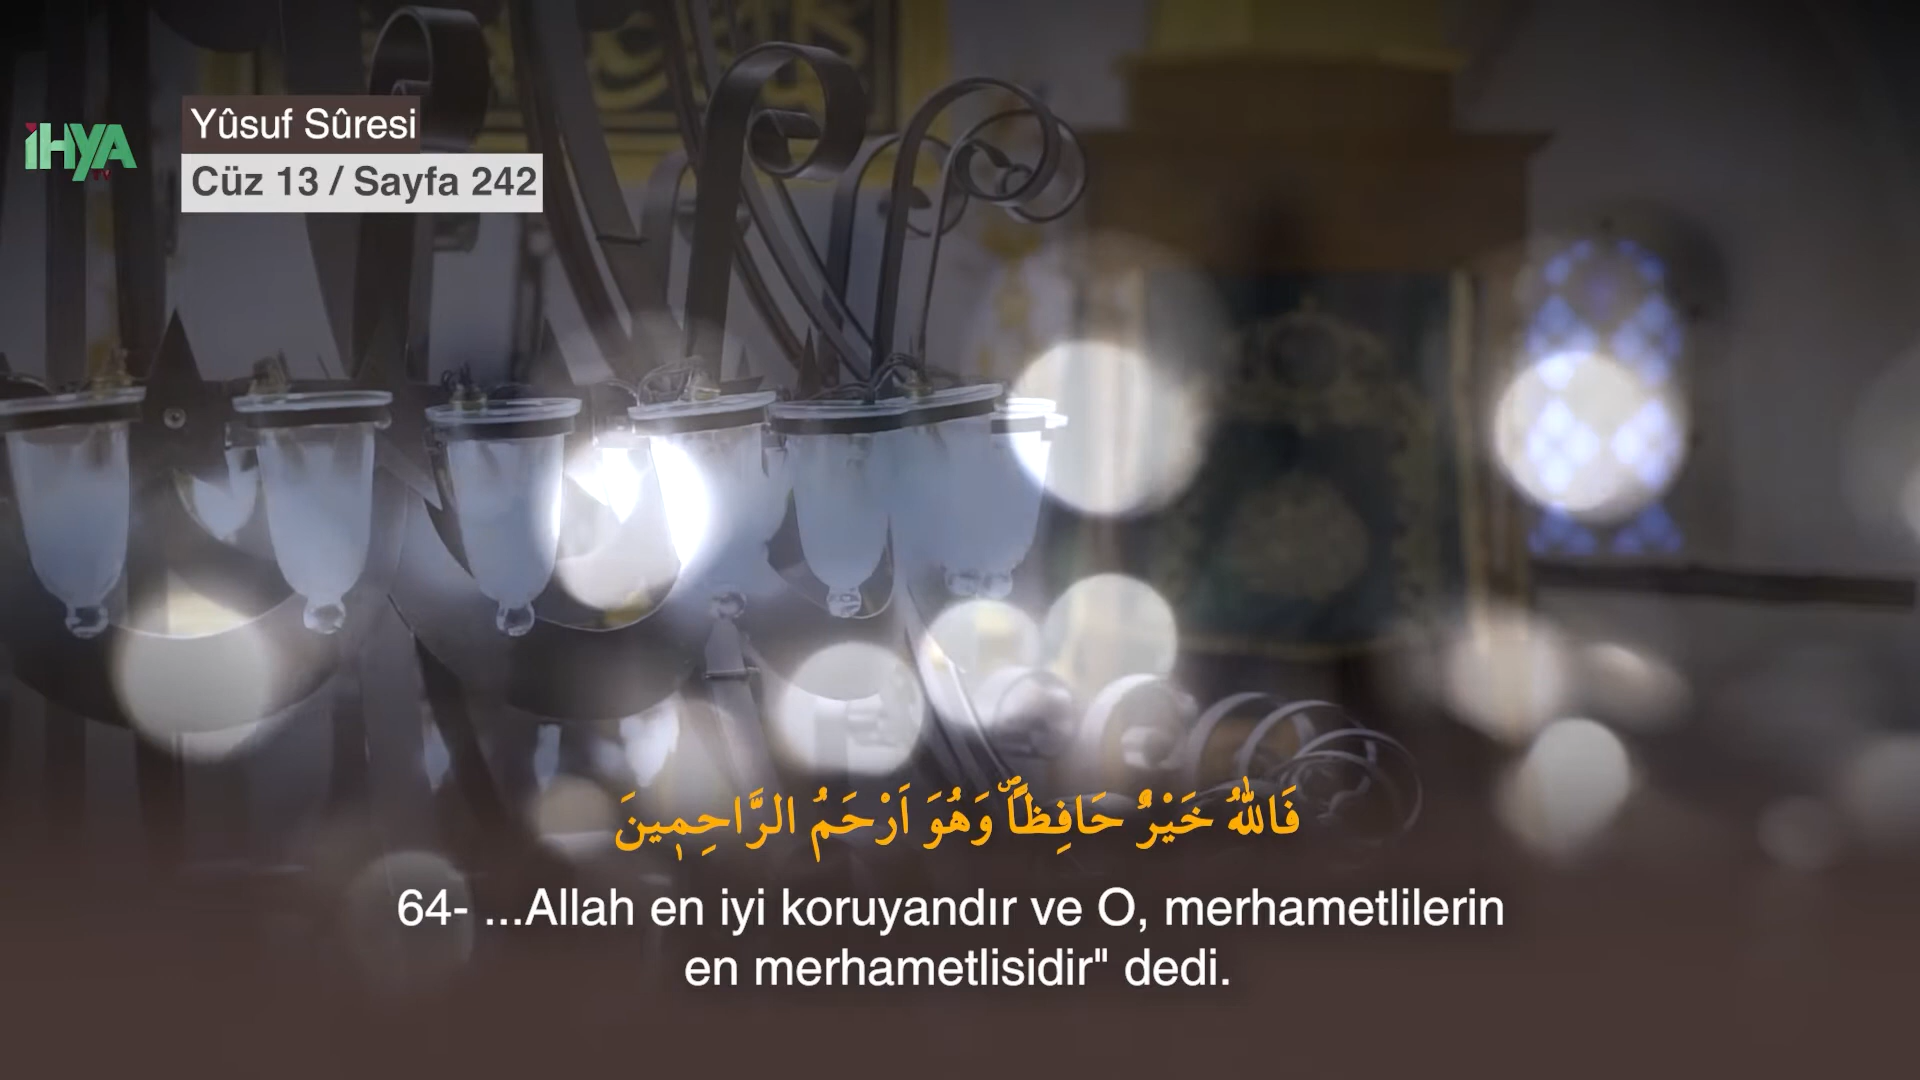 Yûsuf Sûresi
İHYA
TV
Cüz 13 / Sayfa 242
فَاللّٰهُ خَيْرٌ حَافِظًاۖ وَهُوَ اَرْحَمُ الرَّاحِم۪ينَ
64- ...Allah en iyi koruyandır ve O, merhametlilerin
en merhametlisidir" dedi.